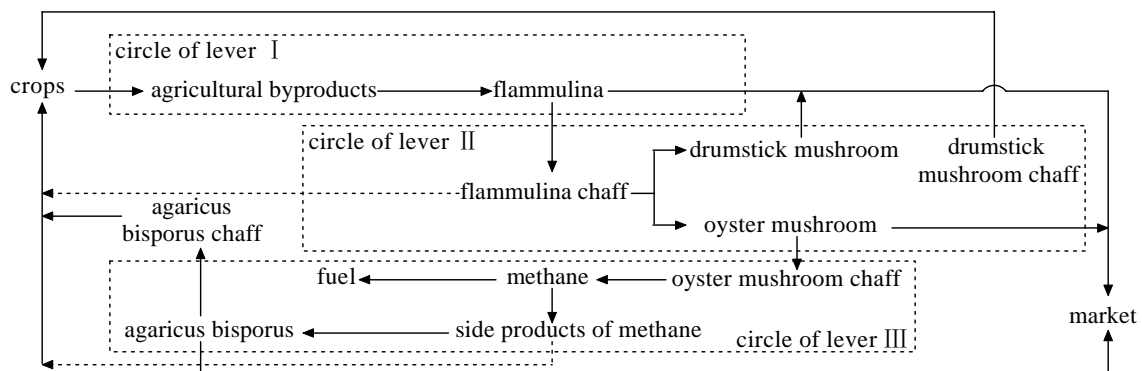 circle of lever Ⅰ
crops
agricultural byproducts
flammulina
circle of lever Ⅱ
drumstick mushroom
drumstick
mushroom chaff
flammulina chaff
agaricus
bisporus chaff
oyster mushroom
fuel
methane
oyster mushroom chaff
agaricus bisporus
side products of methane
market
circle of lever Ⅲ